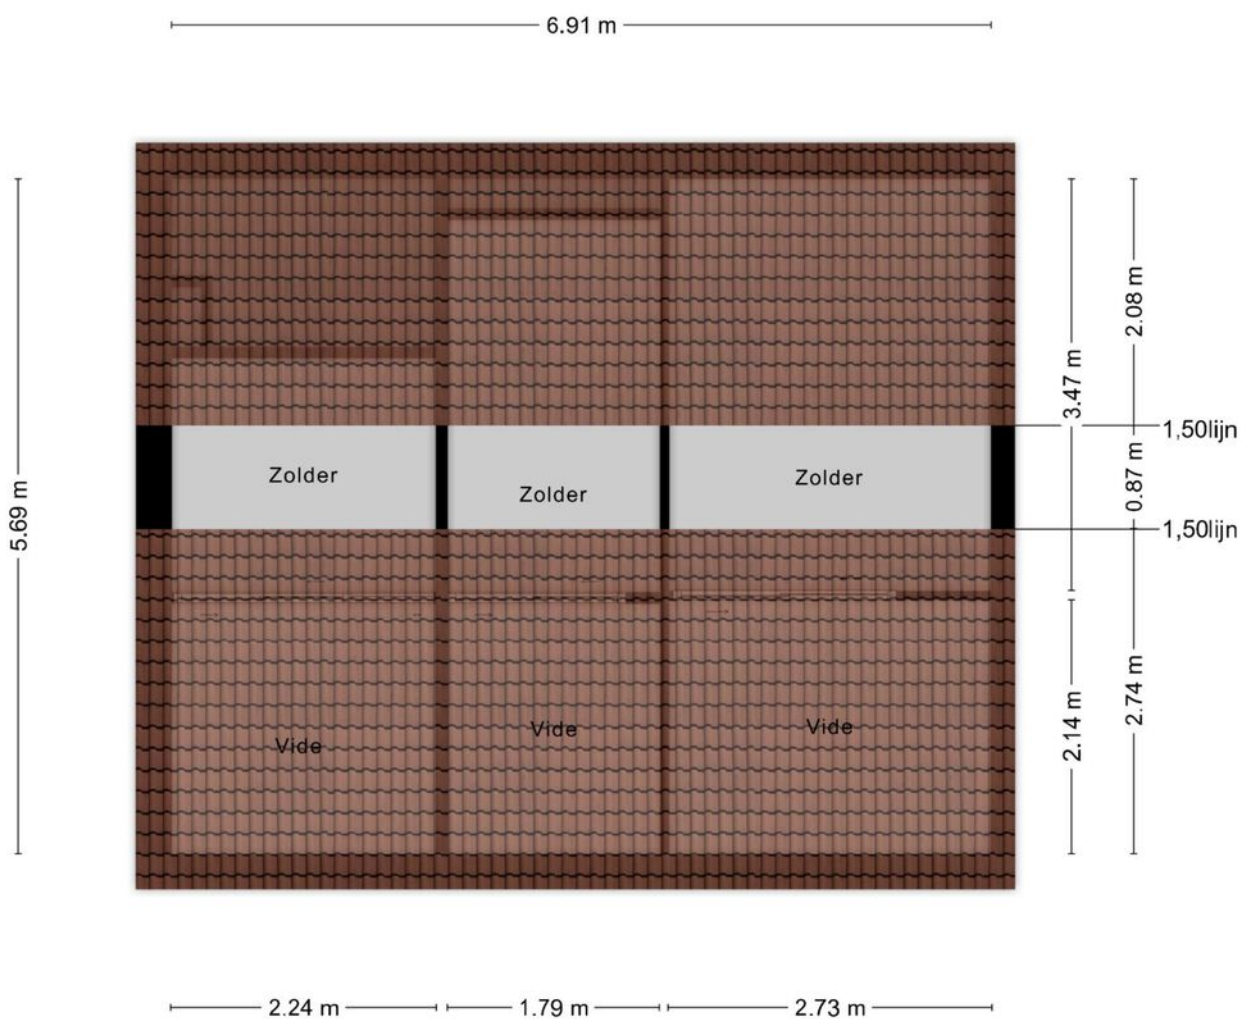 6.91 m
2.08 m
3.47 m
1,50lijn
Zolder
Zolder
Zolder
0.87 m
5.69 m
1,50lijn
2.74 m
2.14 m
Vide
Vide
Vide
2.24 m
1.79 m
2.73 m